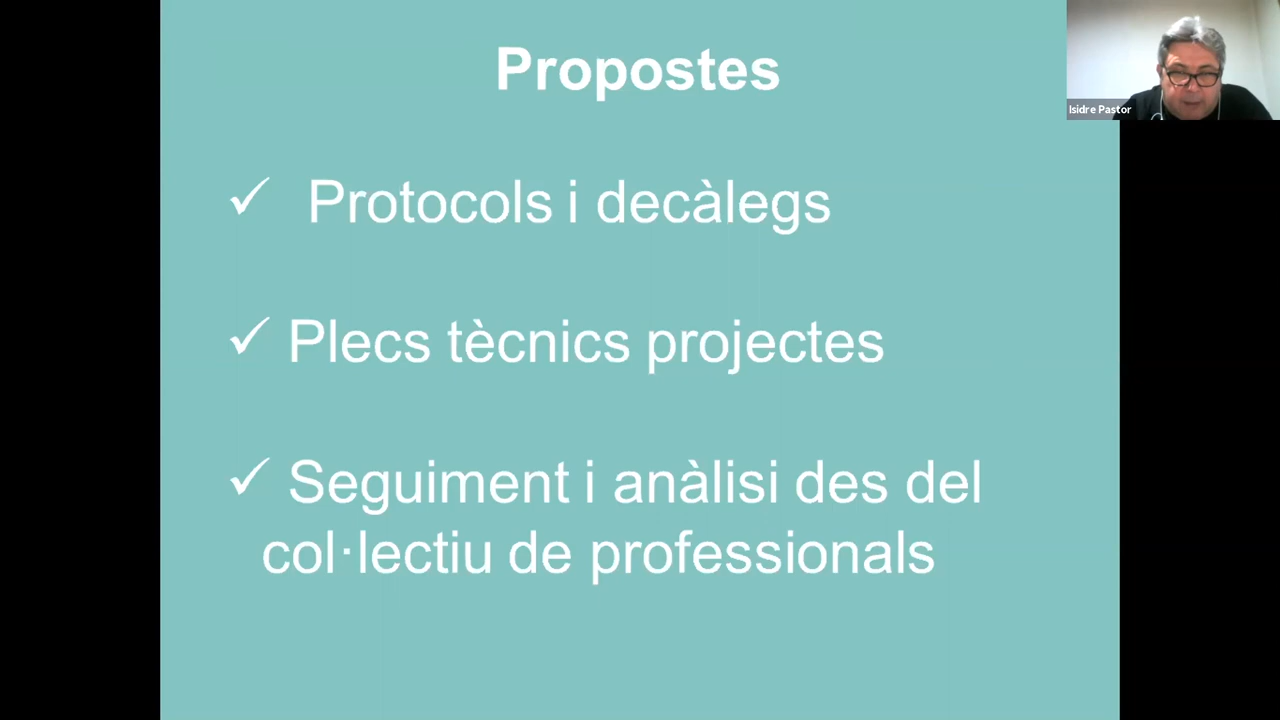 Propostes
Isidre Pastor
✓ Protocols i decàlegs
✓ Plecs tècnics projectes
✓ Seguiment i anàlisi des del
col·lectiu de professionals